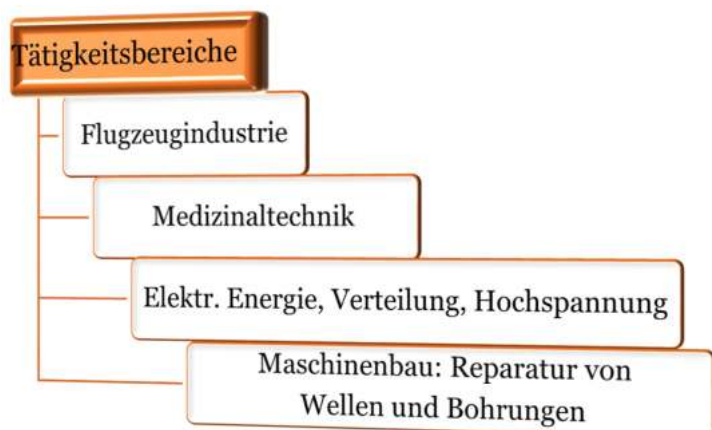 Tätigkeitsbereiche
Flugzeugindustrie
Medizinaltechnik
Elektr. Energie, Verteilung, Hochspannung
Maschinenbau: Reparatur von
Wellen und Bohrungen